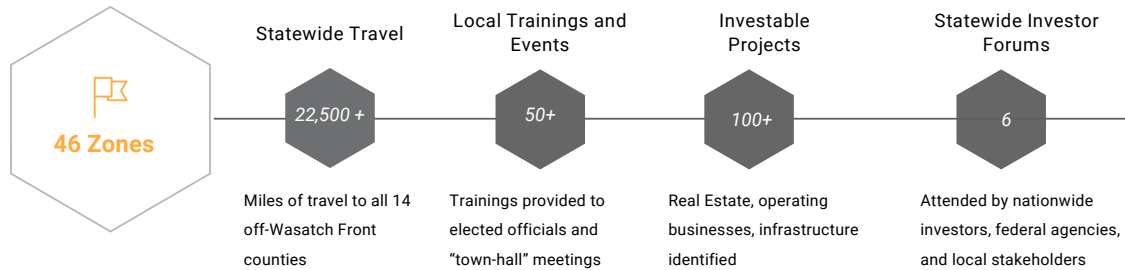 46 Zones
Statewide Travel
22,500 +
Miles of travel to all 14
off-Wasatch Front
counties
Local Trainings and
Events
50+
Trainings provided to
elected officials and
“town-hall” meetings
Investable
Projects
100+
Real Estate, operating
businesses, infrastructure
identified
Statewide Investor
Forums
6
Attended by nationwide
investors, federal agencies,
and local stakeholders